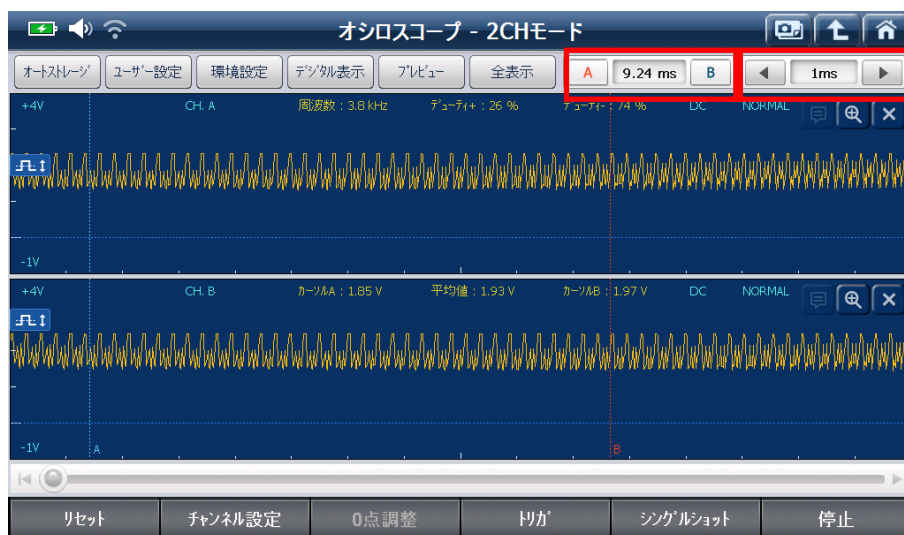 オシロスコープ - 2CHモード
オートストレージ ユーザー設定 環境設定 デジタル表示 プレビュー 全表示 A 9.24 ms B 1ms
+4V CH. A 周波数 : 3.8 kHz デューティ+ : 26 % デューティ- : 74 % DC NORMAL
-1V
+4V CH. B カーソルA : 1.85 V 平均値 : 1.93 V カーソルB : 1.97 V DC NORMAL
-1V A B
リセット チャンネル設定 0点調整 トリガ シングルショット 停止